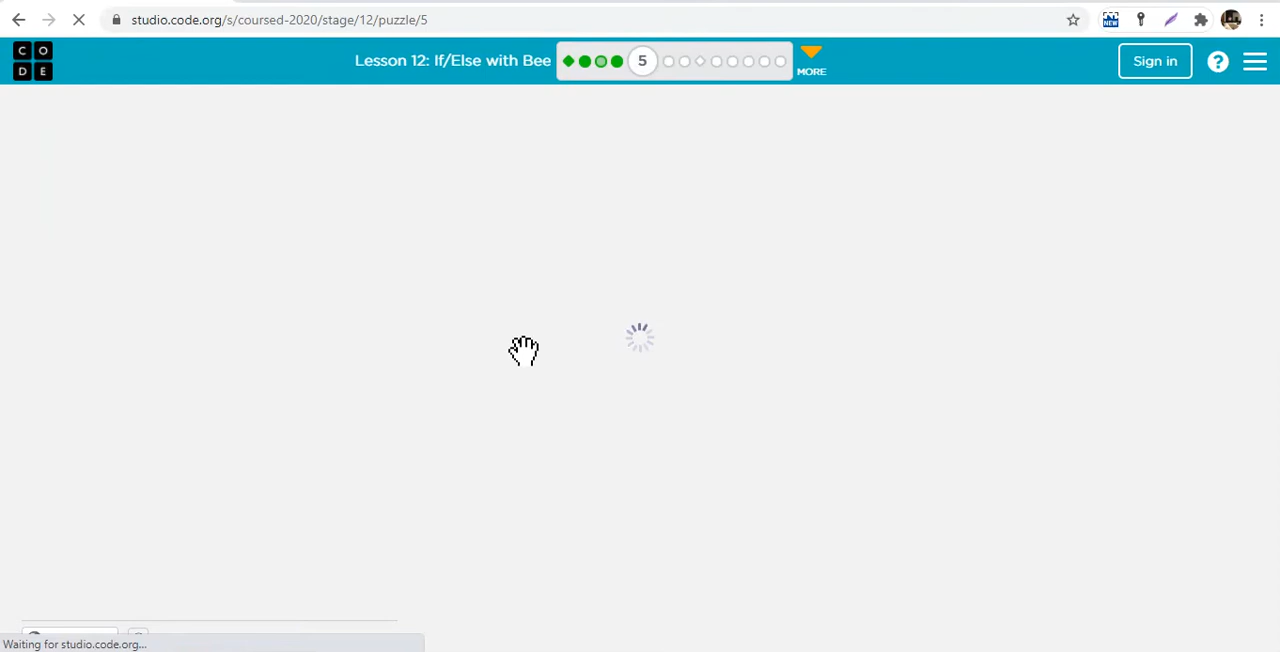 studio.code.org/s/coursed-2020/stage/12/puzzle/5
NEW
C O
D E
Lesson 12: If/Else with Bee
5
MORE
Sign in
?
Waiting for studio.code.org...